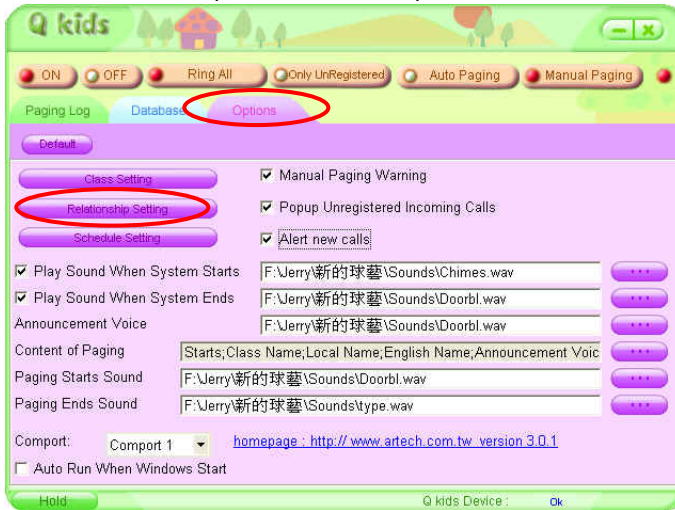 Q kids
ON OFF Ring All Only UnRegistered Auto Paging Manual Paging
Paging Log Database Options
Default
Class Setting Manual Paging Warning
Relationship Setting Popup Unregistered Incoming Calls
Schedule Setting Alert new calls
Play Sound When System Starts F:\Jerry\新的球藝\Sounds\Chimes.wav ...
Play Sound When System Ends F:\Jerry\新的球藝\Sounds\Doorbl.wav ...
Announcement Voice F:\Jerry\新的球藝\Sounds\Doorbl.wav ...
Content of Paging Starts;Class Name;Local Name;English Name;Announcement Voic ...
Paging Starts Sound F:\Jerry\新的球藝\Sounds\Doorbl.wav ...
Paging Ends Sound F:\Jerry\新的球藝\Sounds\type.wav ...
Comport: Comport 1 homepage : http:// www.artech.com.tw version 3.0.1
Auto Run When Windows Start
Hold Q kids Device : Ok